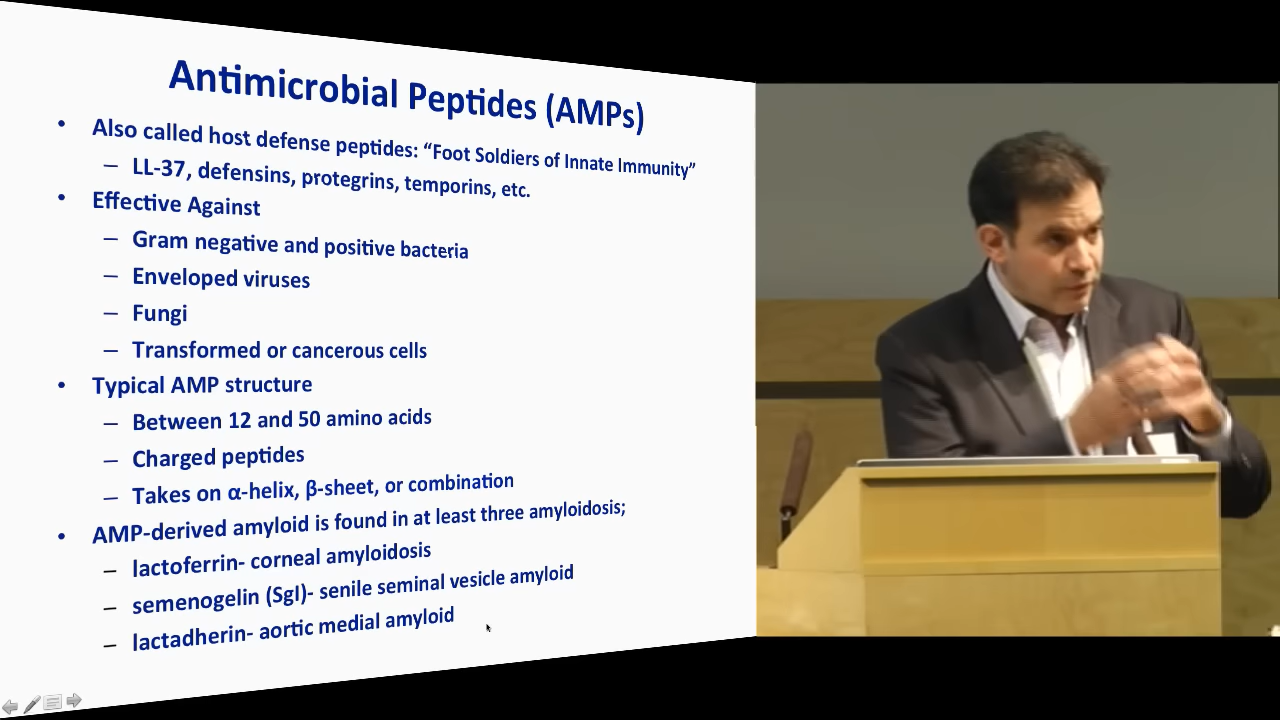 Antimicrobial Peptides (AMPs)
• Also called host defense peptides: “Foot Soldiers of Innate Immunity”
– LL-37, defensins, protegrins, temporins, etc.
• Effective Against
– Gram negative and positive bacteria
– Enveloped viruses
– Fungi
– Transformed or cancerous cells
• Typical AMP structure
– Between 12 and 50 amino acids
– Charged peptides
– Takes on α-helix, β-sheet, or combination
• AMP-derived amyloid is found in at least three amyloidosis;
– lactoferrin- corneal amyloidosis
– semenogelin (SgI)- senile seminal vesicle amyloid
– lactadherin- aortic medial amyloid